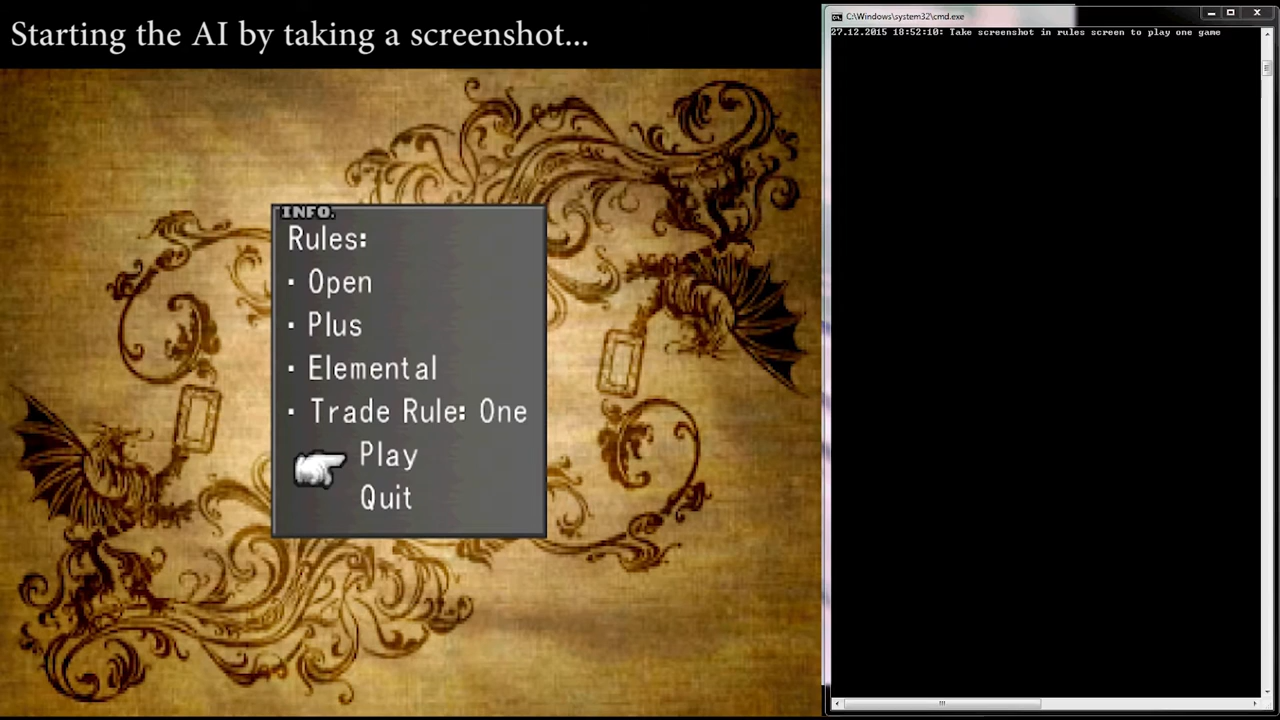 Starting the AI by taking a screenshot...
C:\Windows\system32\cmd.exe
27.12.2015 18:52:10: Take screenshot in rules screen to play one game
INFO.
Rules:
· Open
· Plus
· Elemental
· Trade Rule: One
Play
Quit